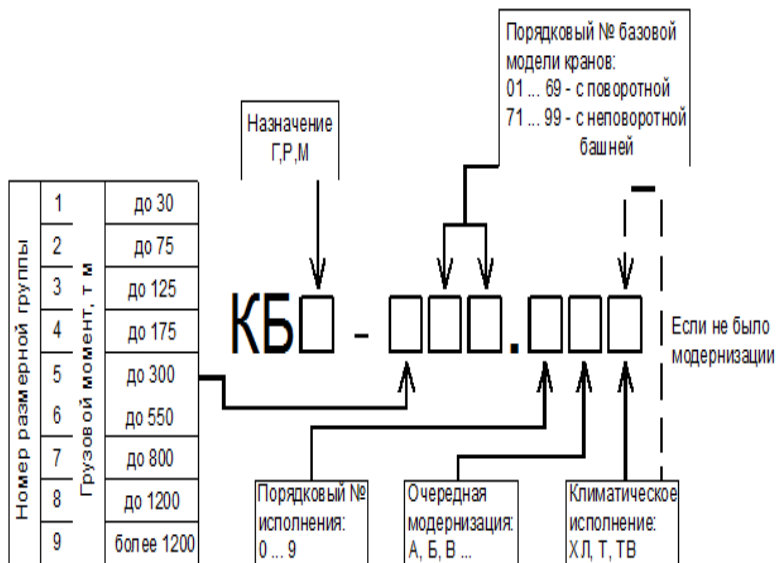 Порядковый № базовой
модели кранов:
01 ... 69 - с поворотной
71 ... 99 - с неповоротной
башней
Назначение
Г,Р,М
Номер размерной группы
Грузовой момент, т м
1 до 30
2 до 75
3 до 125
4 до 175
5 до 300
6 до 550
7 до 800
8 до 1200
9 более 1200
КБ - .
Если не было
модернизации
Порядковый №
исполнения:
0 ... 9
Очередная
модернизация:
А, Б, В ...
Климатическое
исполнение:
ХЛ, Т, ТВ